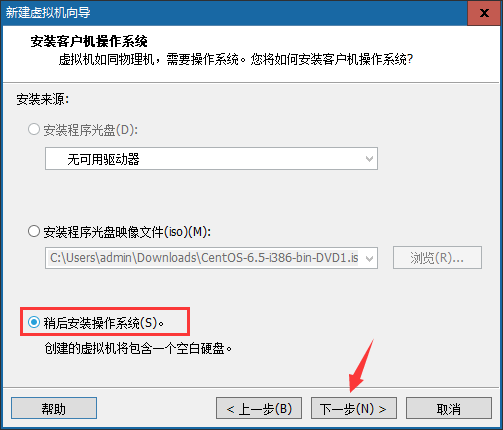 新建虚拟机向导
安装客户机操作系统
虚拟机如同物理机，需要操作系统。您将如何安装客户机操作系统?
安装来源:
安装程序光盘(D):
无可用驱动器
安装程序光盘映像文件(iso)(M):
C:\Users\admin\Downloads\CentOS-6.5-i386-bin-DVD1.is
浏览(R)...
稍后安装操作系统(S)。
创建的虚拟机将包含一个空白硬盘。
帮助
< 上一步(B)
下一步(N) >
取消